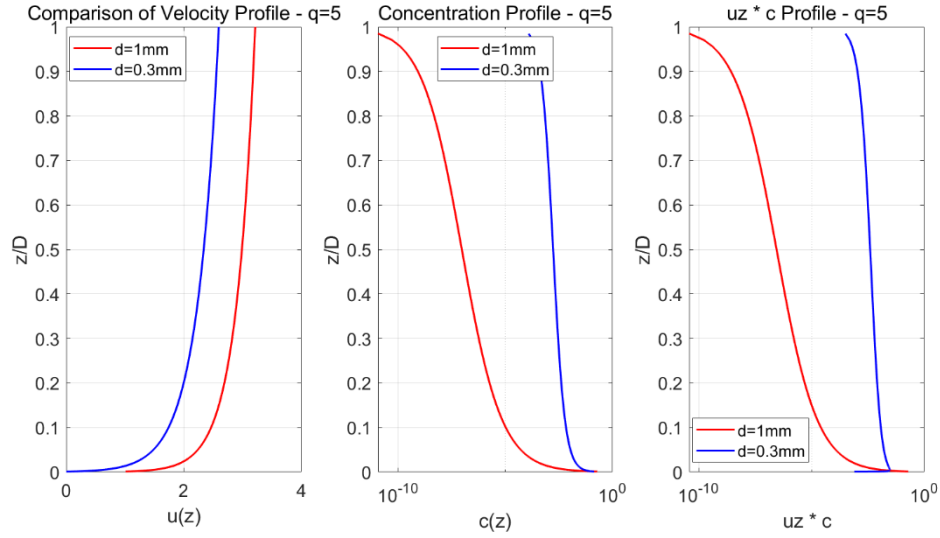 Comparison of Velocity Profile - q=5
1
0.9
0.8
0.7
0.6
0.5
0.4
0.3
0.2
0.1
0
z/D
d=1mm
d=0.3mm
0 2 4
u(z)
Concentration Profile - q=5
1
0.9
0.8
0.7
0.6
0.5
0.4
0.3
0.2
0.1
0
z/D
d=1mm
d=0.3mm
10⁻¹⁰ 10⁰
c(z)
uz * c Profile - q=5
1
0.9
0.8
0.7
0.6
0.5
0.4
0.3
0.2
0.1
0
z/D
d=1mm
d=0.3mm
10⁻¹⁰ 10⁰
uz * c